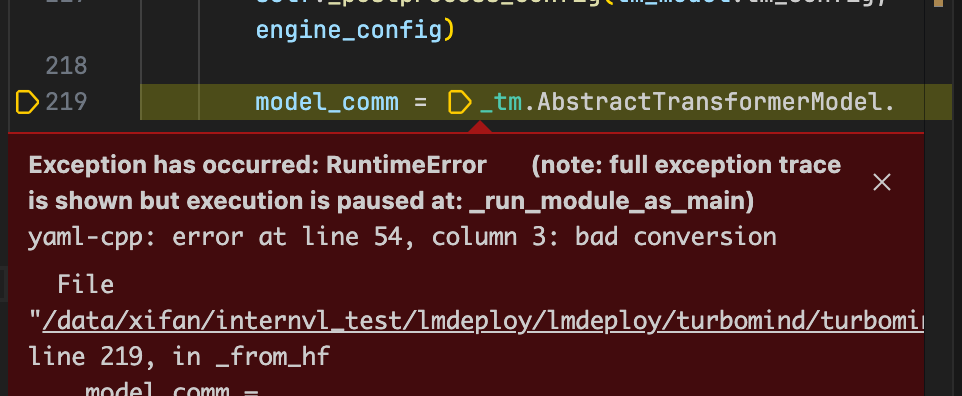 engine_config)
218
219 model_comm = _tm.AbstractTransformerModel.
Exception has occurred: RuntimeError (note: full exception trace
is shown but execution is paused at: _run_module_as_main)
yaml-cpp: error at line 54, column 3: bad conversion
File
"/data/xifan/internvl_test/lmdeploy/lmdeploy/turbomind/turbomin
line 219, in _from_hf
model_comm =